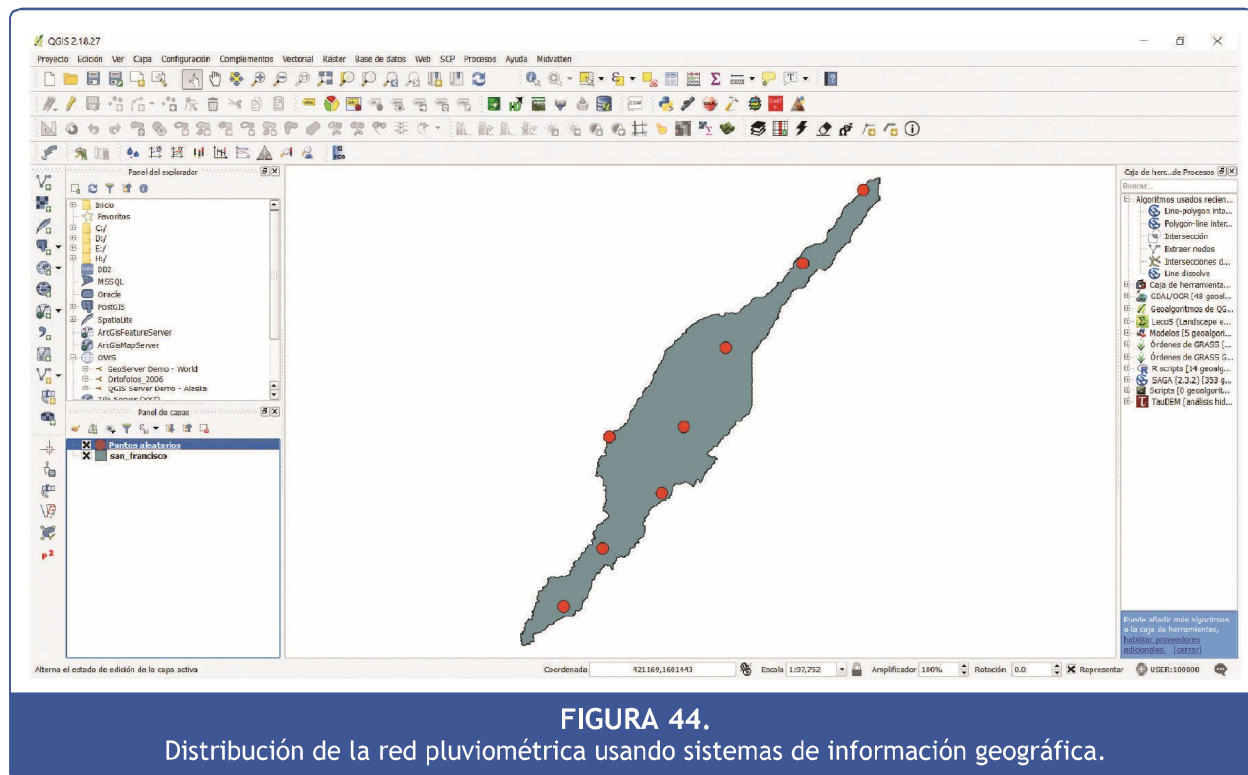 QGIS 2.18.27
Proyecto Edición Ver Capa Configuración Complementos Vectorial Ráster Base de datos Web SCP Procesos Ayuda Midvatten
Panel del explorador
Inicio
Favoritos
C:/
D:/
E:/
H:/
DB2
MSSQL
Oracle
PostGIS
SpatiaLite
ArcGisFeatureServer
ArcGisMapServer
OWS
GeoServer Demo - World
Ortofotos_2006
QGIS Server Demo - Alaska
Tile Server (XYZ)
Panel de capas
Puntos aleatorios
san_francisco
Caja de herr...de Procesos
Buscar...
Algoritmos usados recien...
Line-polygon inte...
Polygon-line inter...
Intersección
Extraer nodos
Intersecciones d...
Line dissolve
Caja de herramienta...
GDAL/OGR [48 geoal...
Geoalgoritmos de QG...
LecoS (Landscape e...
Modelos [5 geoalgori...
Órdenes de GRASS [...
Órdenes de GRASS G...
R scripts [14 geoalg...
SAGA (2.3.2) [353 g...
Scripts [0 geoalgorit...
TauDEM [análisis hid...
Puede añadir más algoritmos
a la caja de herramientas,
habilitar proveedores
adicionales. [cerrar]
Alterna el estado de edición de la capa activa
Coordenada 421169,1601443 Escala 1:97,752 Amplificador 100% Rotación 0.0 Representar USER:100000
FIGURA 44.
Distribución de la red pluviométrica usando sistemas de información geográfica.